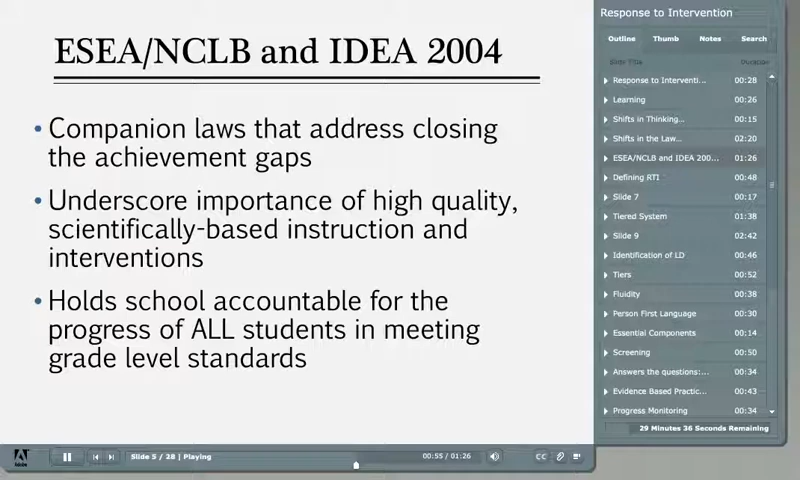 ESEA/NCLB and IDEA 2004
• Companion laws that address closing
the achievement gaps
• Underscore importance of high quality,
scientifically-based instruction and
interventions
• Holds school accountable for the
progress of ALL students in meeting
grade level standards
Response to Intervention
Outline Thumb Notes Search
Slide Title Duration
Response to Interventi... 00:28
Learning 00:26
Shifts in Thinking... 00:15
Shifts in the Law... 02:20
ESEA/NCLB and IDEA 200... 01:26
Defining RTI 00:48
Slide 7 00:17
Tiered System 01:38
Slide 9 02:42
Identification of LD 00:46
Tiers 00:52
Fluidity 00:38
Person First Language 00:30
Essential Components 00:14
Screening 00:50
Answers the questions:... 00:34
Evidence Based Practic... 00:43
Progress Monitoring 00:34
29 Minutes 36 Seconds Remaining
Adobe
Slide 5 / 28 | Playing 00:55 / 01:26 CC